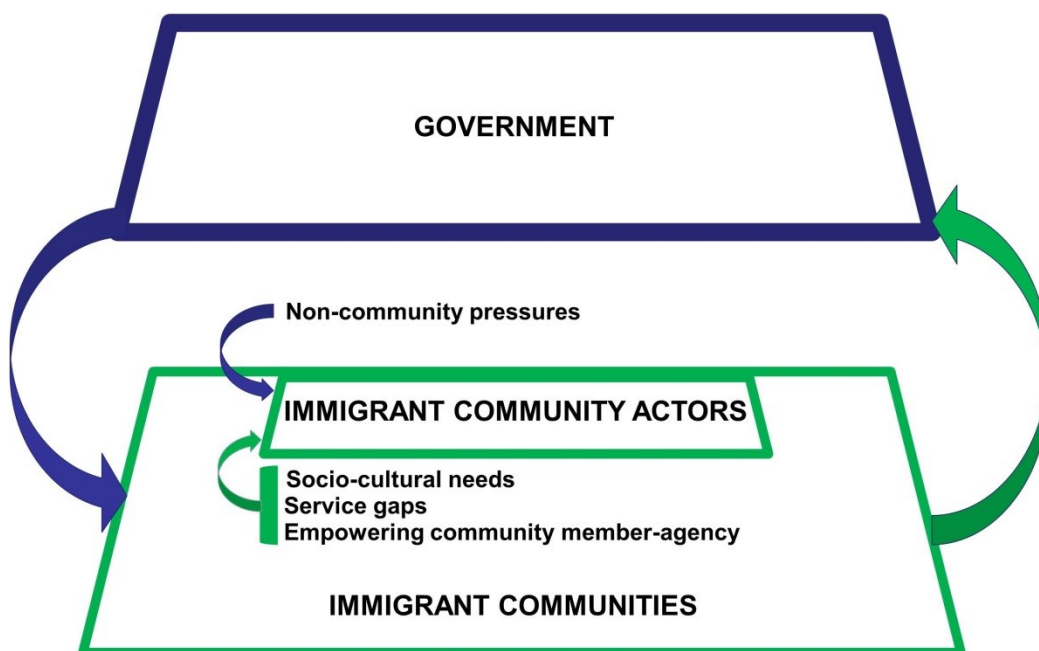 GOVERNMENT
Non-community pressures
IMMIGRANT COMMUNITY ACTORS
Socio-cultural needs
Service gaps
Empowering community member-agency
IMMIGRANT COMMUNITIES